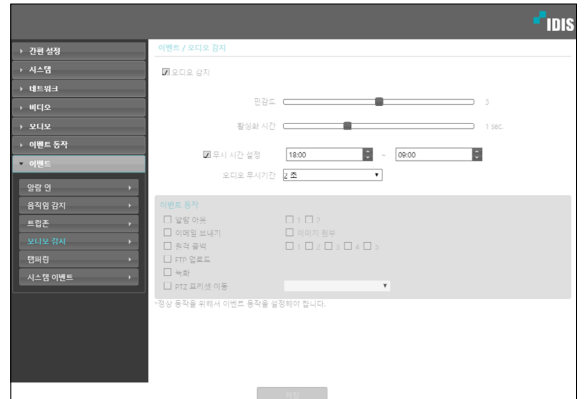 IDIS
간편 설정
시스템
네트워크
비디오
오디오
이벤트 동작
이벤트
알람 인
움직임 감지
트립존
오디오 감지
탬퍼링
시스템 이벤트
이벤트 / 오디오 감지
오디오 감지
민감도 3
활성화 시간 1 sec.
무시 시간 설정 18:00 ~ 09:00
오디오 무시기간 2 초
이벤트 동작
알람 아웃 1 2
이메일 보내기 이미지 첨부
원격 콜백 1 2 3 4 5
FTP 업로드
녹화
PTZ 프리셋 이동
*정상 동작을 위해서 이벤트 동작을 설정해야 합니다.